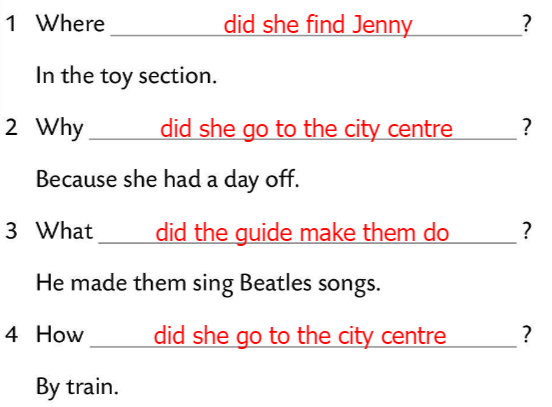 1 Where did she find Jenny ?
In the toy section.
2 Why did she go to the city centre ?
Because she had a day off.
3 What did the guide make them do ?
He made them sing Beatles songs.
4 How did she go to the city centre ?
By train.